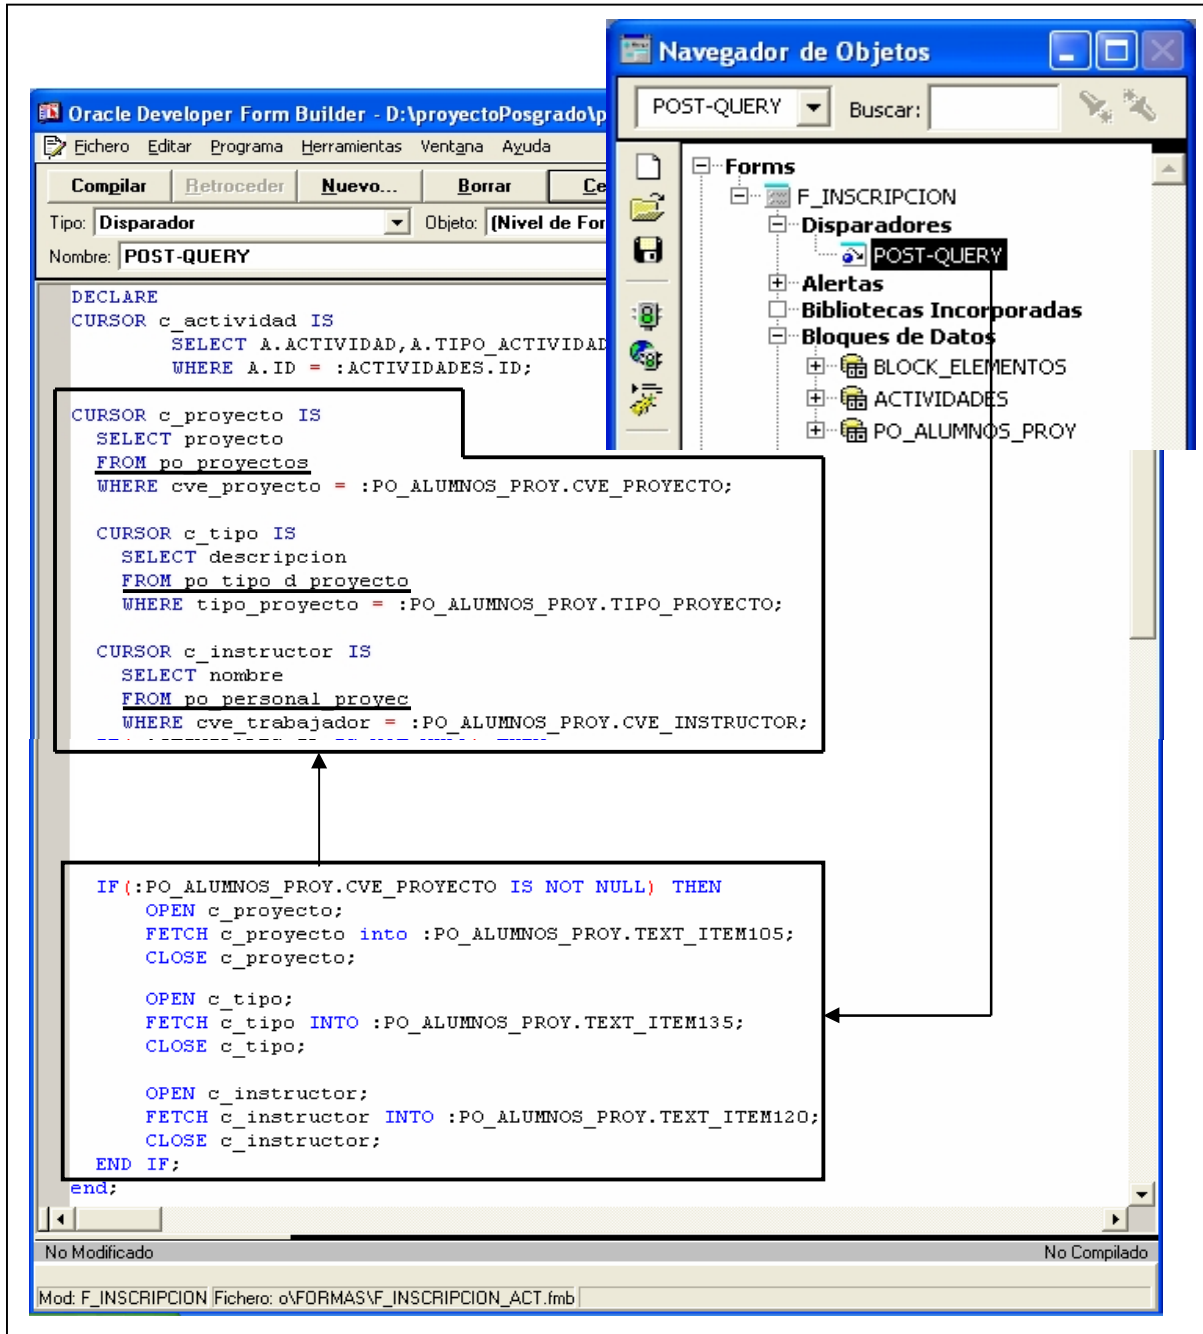 Navegador de Objetos
POST-QUERY Buscar:
Forms
F_INSCRIPCION
Disparadores
POST-QUERY
Alertas
Bibliotecas Incorporadas
Bloques de Datos
BLOCK_ELEMENTOS
ACTIVIDADES
PO_ALUMNOS_PROY
Oracle Developer Form Builder - D:\proyectoPosgrado\p
Fichero Editar Programa Herramientas Ventana Ayuda
Compilar Retroceder Nuevo... Borrar Ce
Tipo: Disparador Objeto: (Nivel de For
Nombre: POST-QUERY
DECLARE
CURSOR c_actividad IS
SELECT A.ACTIVIDAD,A.TIPO_ACTIVIDAD
WHERE A.ID = :ACTIVIDADES.ID;
CURSOR c_proyecto IS
SELECT proyecto
FROM po_proyectos
WHERE cve_proyecto = :PO_ALUMNOS_PROY.CVE_PROYECTO;
CURSOR c_tipo IS
SELECT descripcion
FROM po_tipo_d_proyecto
WHERE tipo_proyecto = :PO_ALUMNOS_PROY.TIPO_PROYECTO;
CURSOR c_instructor IS
SELECT nombre
FROM po_personal_proyec
WHERE cve_trabajador = :PO_ALUMNOS_PROY.CVE_INSTRUCTOR;
IF(:PO_ALUMNOS_PROY.CVE_PROYECTO IS NOT NULL) THEN
OPEN c_proyecto;
FETCH c_proyecto into :PO_ALUMNOS_PROY.TEXT_ITEM105;
CLOSE c_proyecto;
OPEN c_tipo;
FETCH c_tipo INTO :PO_ALUMNOS_PROY.TEXT_ITEM135;
CLOSE c_tipo;
OPEN c_instructor;
FETCH c_instructor INTO :PO_ALUMNOS_PROY.TEXT_ITEM120;
CLOSE c_instructor;
END IF;
end;
No Modificado No Compilado
Mod: F_INSCRIPCION Fichero: o\FORMAS\F_INSCRIPCION_ACT.fmb